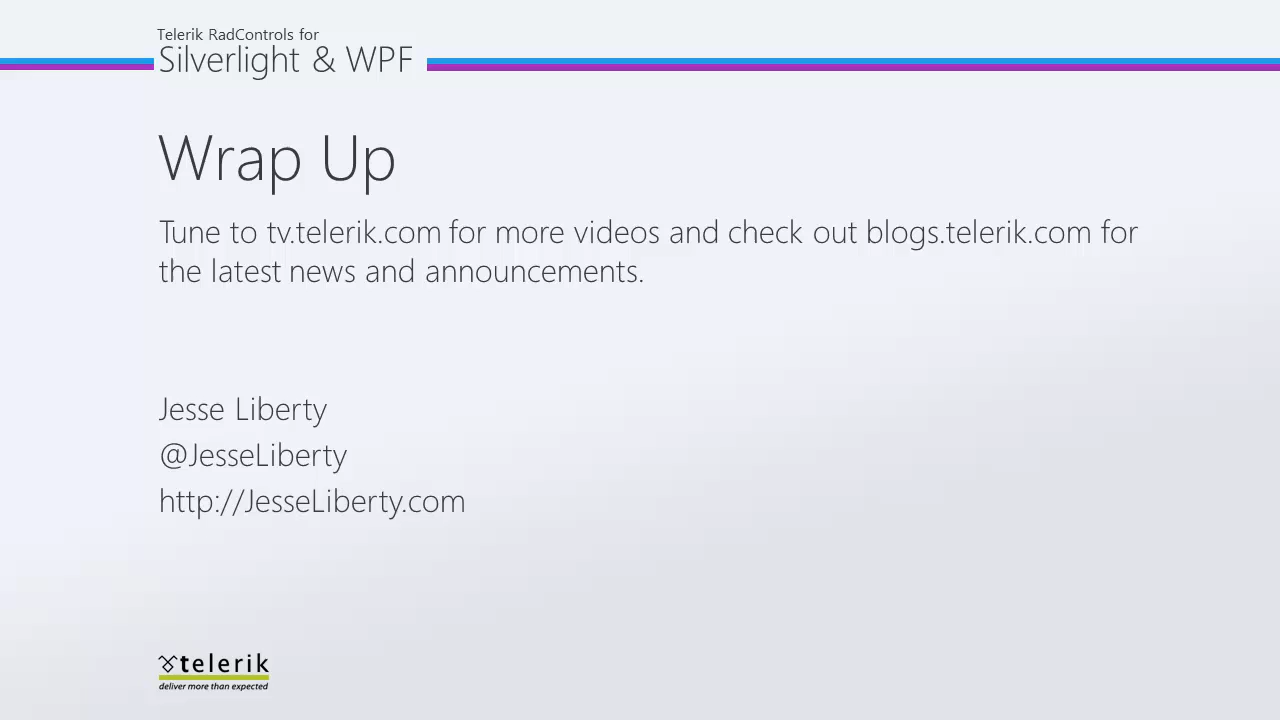 Telerik RadControls for
Silverlight & WPF
Wrap Up
Tune to tv.telerik.com for more videos and check out blogs.telerik.com for
the latest news and announcements.
Jesse Liberty
@JesseLiberty
http://JesseLiberty.com
telerik
deliver more than expected